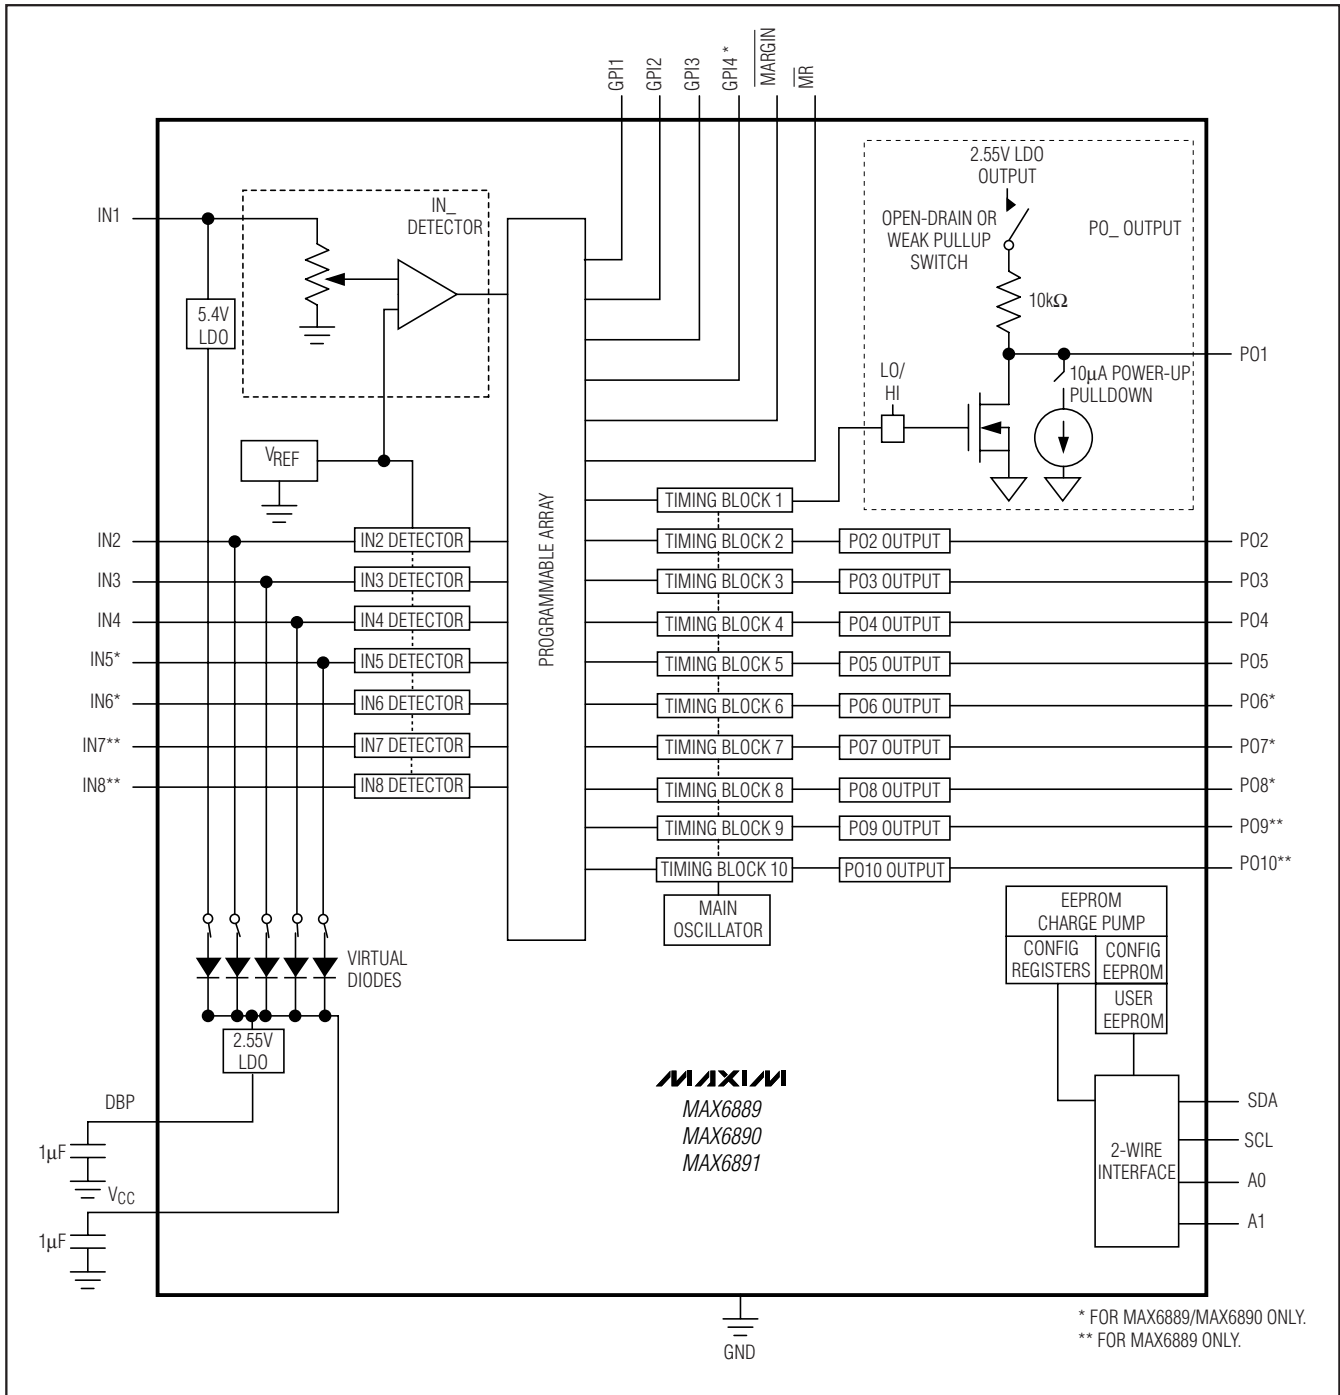 GPI1
GPI2
GPI3
GPI4 *
MARGIN
MR
2.55V LDO
OUTPUT
OPEN-DRAIN OR
WEAK PULLUP
SWITCH
PO_ OUTPUT
10kΩ
PO1
10μA POWER-UP
PULLDOWN
LO/
HI
IN1
IN_
DETECTOR
5.4V
LDO
VREF
PROGRAMMABLE ARRAY
TIMING BLOCK 1
IN2
IN2 DETECTOR
TIMING BLOCK 2
PO2 OUTPUT
PO2
IN3
IN3 DETECTOR
TIMING BLOCK 3
PO3 OUTPUT
PO3
IN4
IN4 DETECTOR
TIMING BLOCK 4
PO4 OUTPUT
PO4
IN5*
IN5 DETECTOR
TIMING BLOCK 5
PO5 OUTPUT
PO5
IN6*
IN6 DETECTOR
TIMING BLOCK 6
PO6 OUTPUT
PO6*
IN7**
IN7 DETECTOR
TIMING BLOCK 7
PO7 OUTPUT
PO7*
IN8**
IN8 DETECTOR
TIMING BLOCK 8
PO8 OUTPUT
PO8*
TIMING BLOCK 9
PO9 OUTPUT
PO9**
TIMING BLOCK 10
PO10 OUTPUT
PO10**
MAIN
OSCILLATOR
EEPROM
CHARGE PUMP
CONFIG
REGISTERS
CONFIG
EEPROM
USER
EEPROM
VIRTUAL
DIODES
2.55V
LDO
DBP
1μF
VCC
1μF
MAXIM
MAX6889
MAX6890
MAX6891
2-WIRE
INTERFACE
SDA
SCL
A0
A1
GND
* FOR MAX6889/MAX6890 ONLY.
** FOR MAX6889 ONLY.